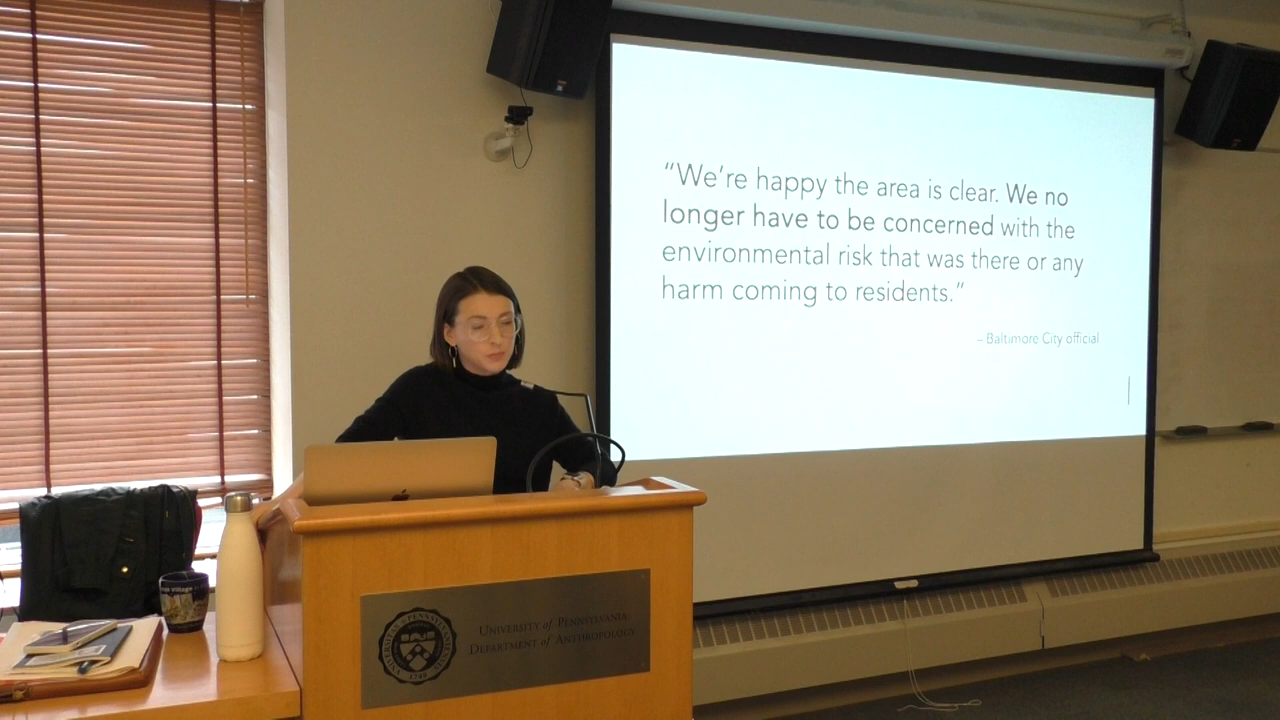 “We’re happy the area is clear. We no
longer have to be concerned with the
environmental risk that was there or any
harm coming to residents.”
– Baltimore City official
University of Pennsylvania
Department of Anthropology
1740